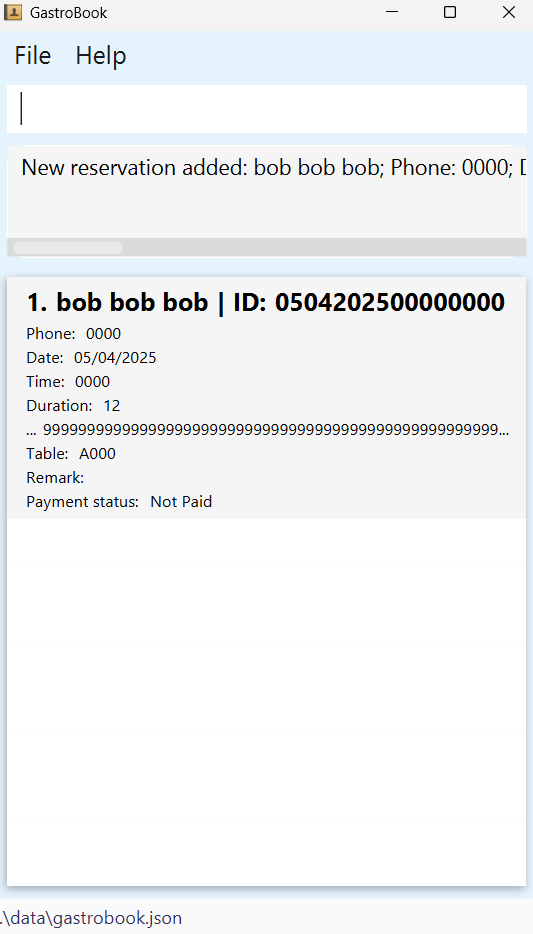 GastroBook
File Help
New reservation added: bob bob bob; Phone: 0000; D
1. bob bob bob | ID: 0504202500000000
Phone: 0000
Date: 05/04/2025
Time: 0000
Duration: 12
... 9999999999999999999999999999999999999999999999999999...
Table: A000
Remark:
Payment status: Not Paid
.\data\gastrobook.json